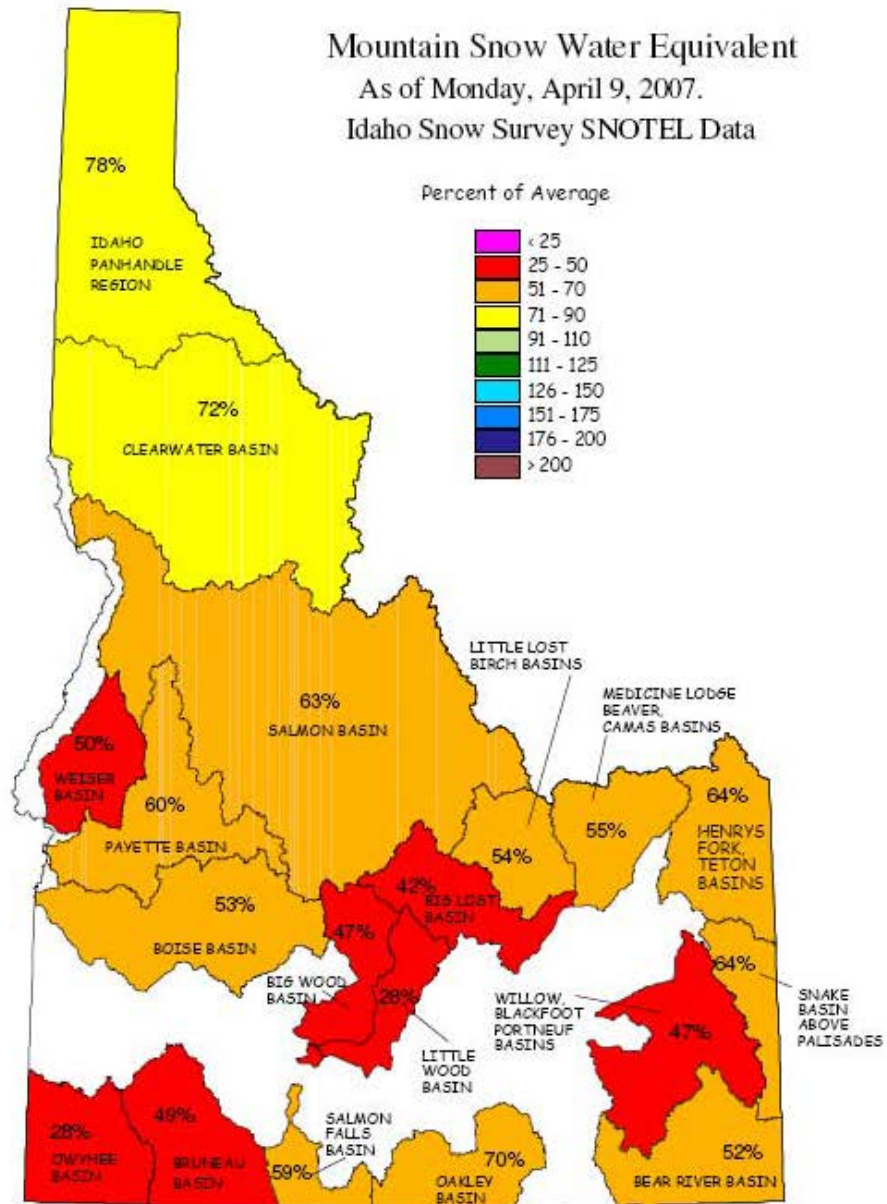 Mountain Snow Water Equivalent
As of Monday, April 9, 2007.
Idaho Snow Survey SNOTEL Data
Percent of Average
< 25
25 - 50
51 - 70
71 - 90
91 - 110
111 - 125
126 - 150
151 - 175
176 - 200
> 200
78%
IDAHO
PANHANDLE
REGION
72%
CLEARWATER BASIN
63%
SALMON BASIN
LITTLE LOST
BIRCH BASINS
54%
MEDICINE LODGE
BEAVER,
CAMAS BASINS
55%
64%
HENRYS
FORK,
TETON
BASINS
50%
WEISER
BASIN
60%
PAYETTE BASIN
53%
BOISE BASIN
42%
BIG LOST
BASIN
47%
BIG WOOD
BASIN
28%
LITTLE
WOOD
BASIN
WILLOW,
BLACKFOOT
PORTNEUF
BASINS
47%
64%
SNAKE
BASIN
ABOVE
PALISADES
28%
OWYHEE
BASIN
49%
BRUNEAU
BASIN
SALMON
FALLS
BASIN
59%
70%
OAKLEY
BASIN
52%
BEAR RIVER BASIN